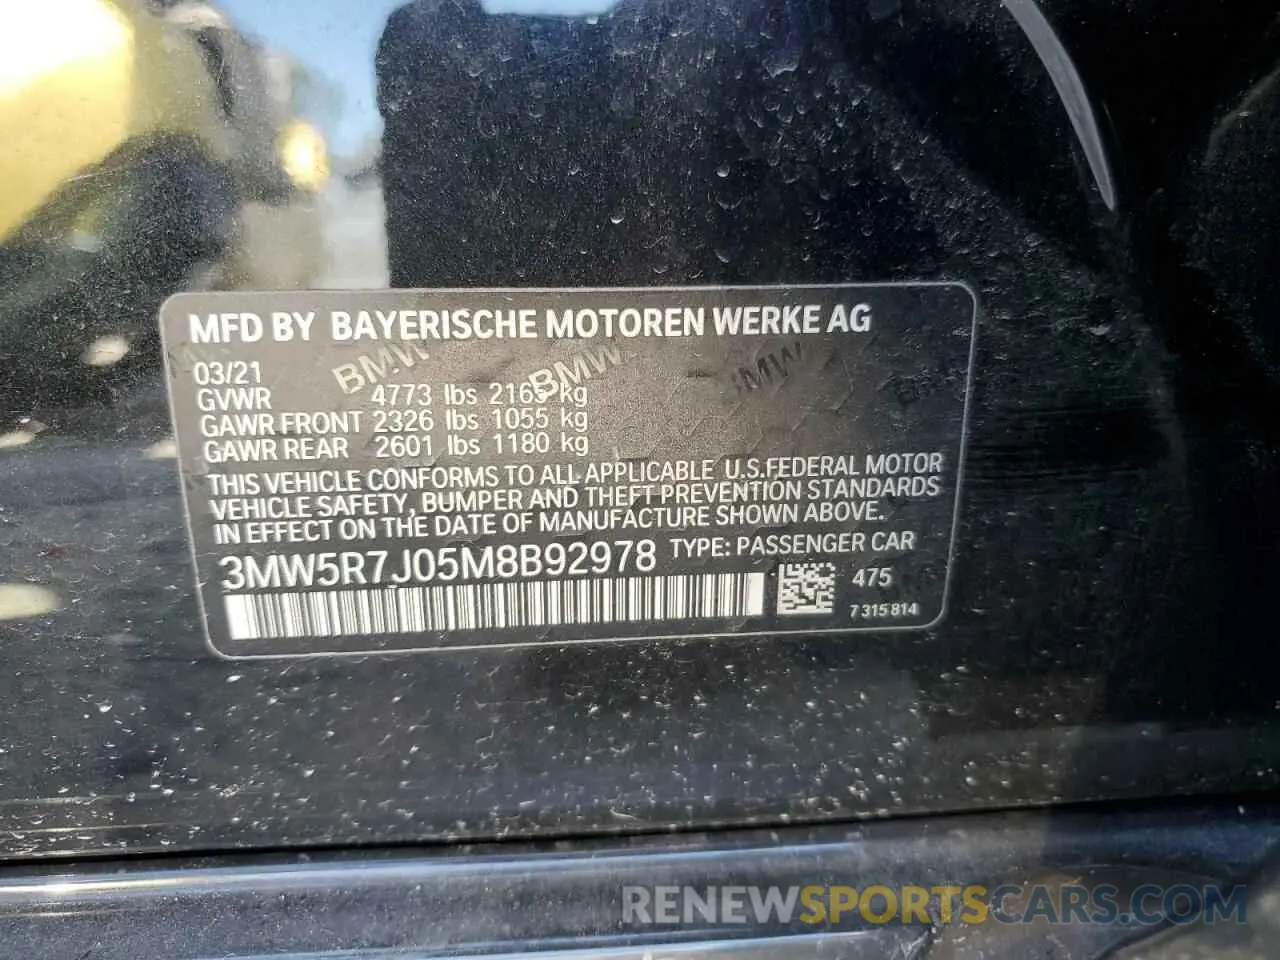 MFD BY BAYERISCHE MOTOREN WERKE AG
03/21
GVWR 4773 lbs 2165 kg
GAWR FRONT 2326 lbs 1055 kg
GAWR REAR 2601 lbs 1180 kg
BMW BMW BMW
THIS VEHICLE CONFORMS TO ALL APPLICABLE U.S.FEDERAL MOTOR
VEHICLE SAFETY, BUMPER AND THEFT PREVENTION STANDARDS
IN EFFECT ON THE DATE OF MANUFACTURE SHOWN ABOVE.
3MW5R7J05M8B92978 TYPE: PASSENGER CAR
475
7 315 814
RENEWSPORTSCARS.COM